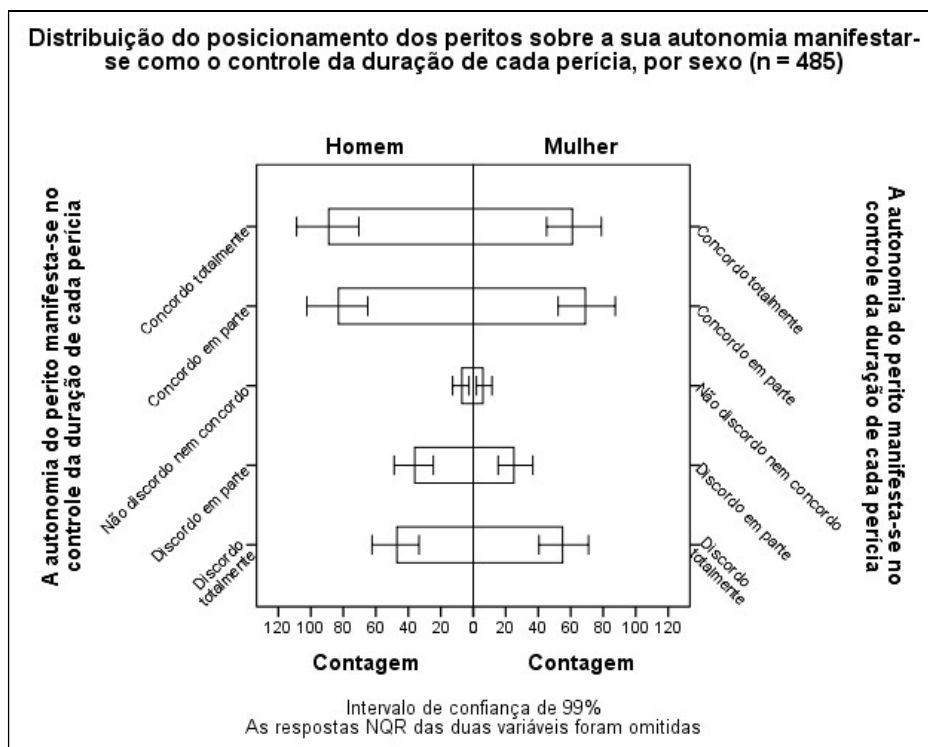 Distribuição do posicionamento dos peritos sobre a sua autonomia manifestar-
se como o controle da duração de cada perícia, por sexo (n = 485)
Homem
Mulher
A autonomia do perito manifesta-se no
controle da duração de cada perícia
Concordo totalmente
Concordo em parte
Não discordo nem concordo
Discordo em parte
Discordo
totalmente
Concordo totalmente
Concordo em parte
Não discordo nem concordo
Discordo em parte
Discordo
totalmente
A autonomia do perito manifesta-se no
controle da duração de cada perícia
120 100 80 60 40 20 0 0 20 40 60 80 100 120
Contagem
Contagem
Intervalo de confiança de 99%
As respostas NQR das duas variáveis foram omitidas